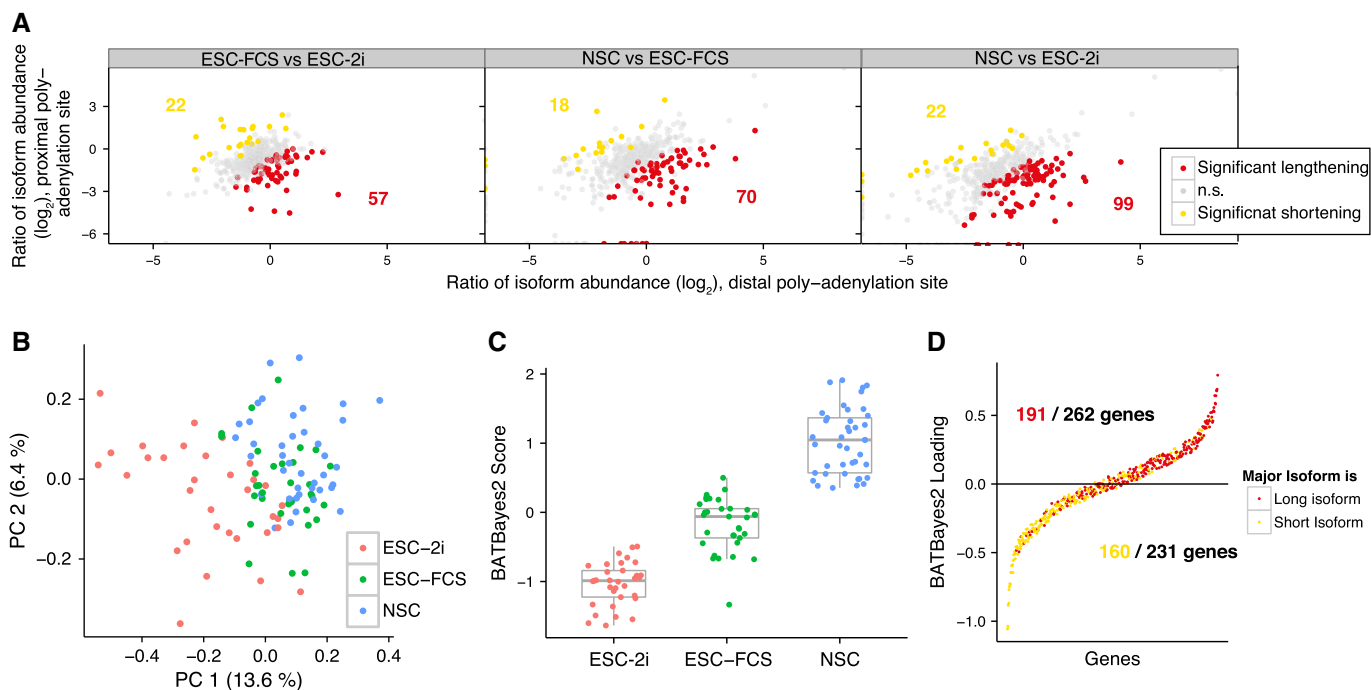 A
Ratio of isoform abundance
(log2), proximal poly−
adenylation site
ESC-FCS vs ESC-2i
NSC vs ESC-FCS
NSC vs ESC-2i
3
0
−3
−6
22
57
18
70
22
99
−5
0
5
−5
0
5
−5
0
5
Ratio of isoform abundance (log2), distal poly−adenylation site
Significant lengthening
n.s.
Significnat shortening
B
PC 2 (6.4 %)
0.2
0.0
−0.2
−0.4
−0.2
0.0
0.2
0.4
PC 1 (13.6 %)
ESC−2i
ESC−FCS
NSC
C
BATBayes2 Score
2
1
0
−1
ESC-2i
ESC−FCS
NSC
D
BATBayes2 Loading
0.5
0.0
−0.5
−1.0
191 / 262 genes
160 / 231 genes
Genes
Major Isoform is
Long isoform
Short Isoform